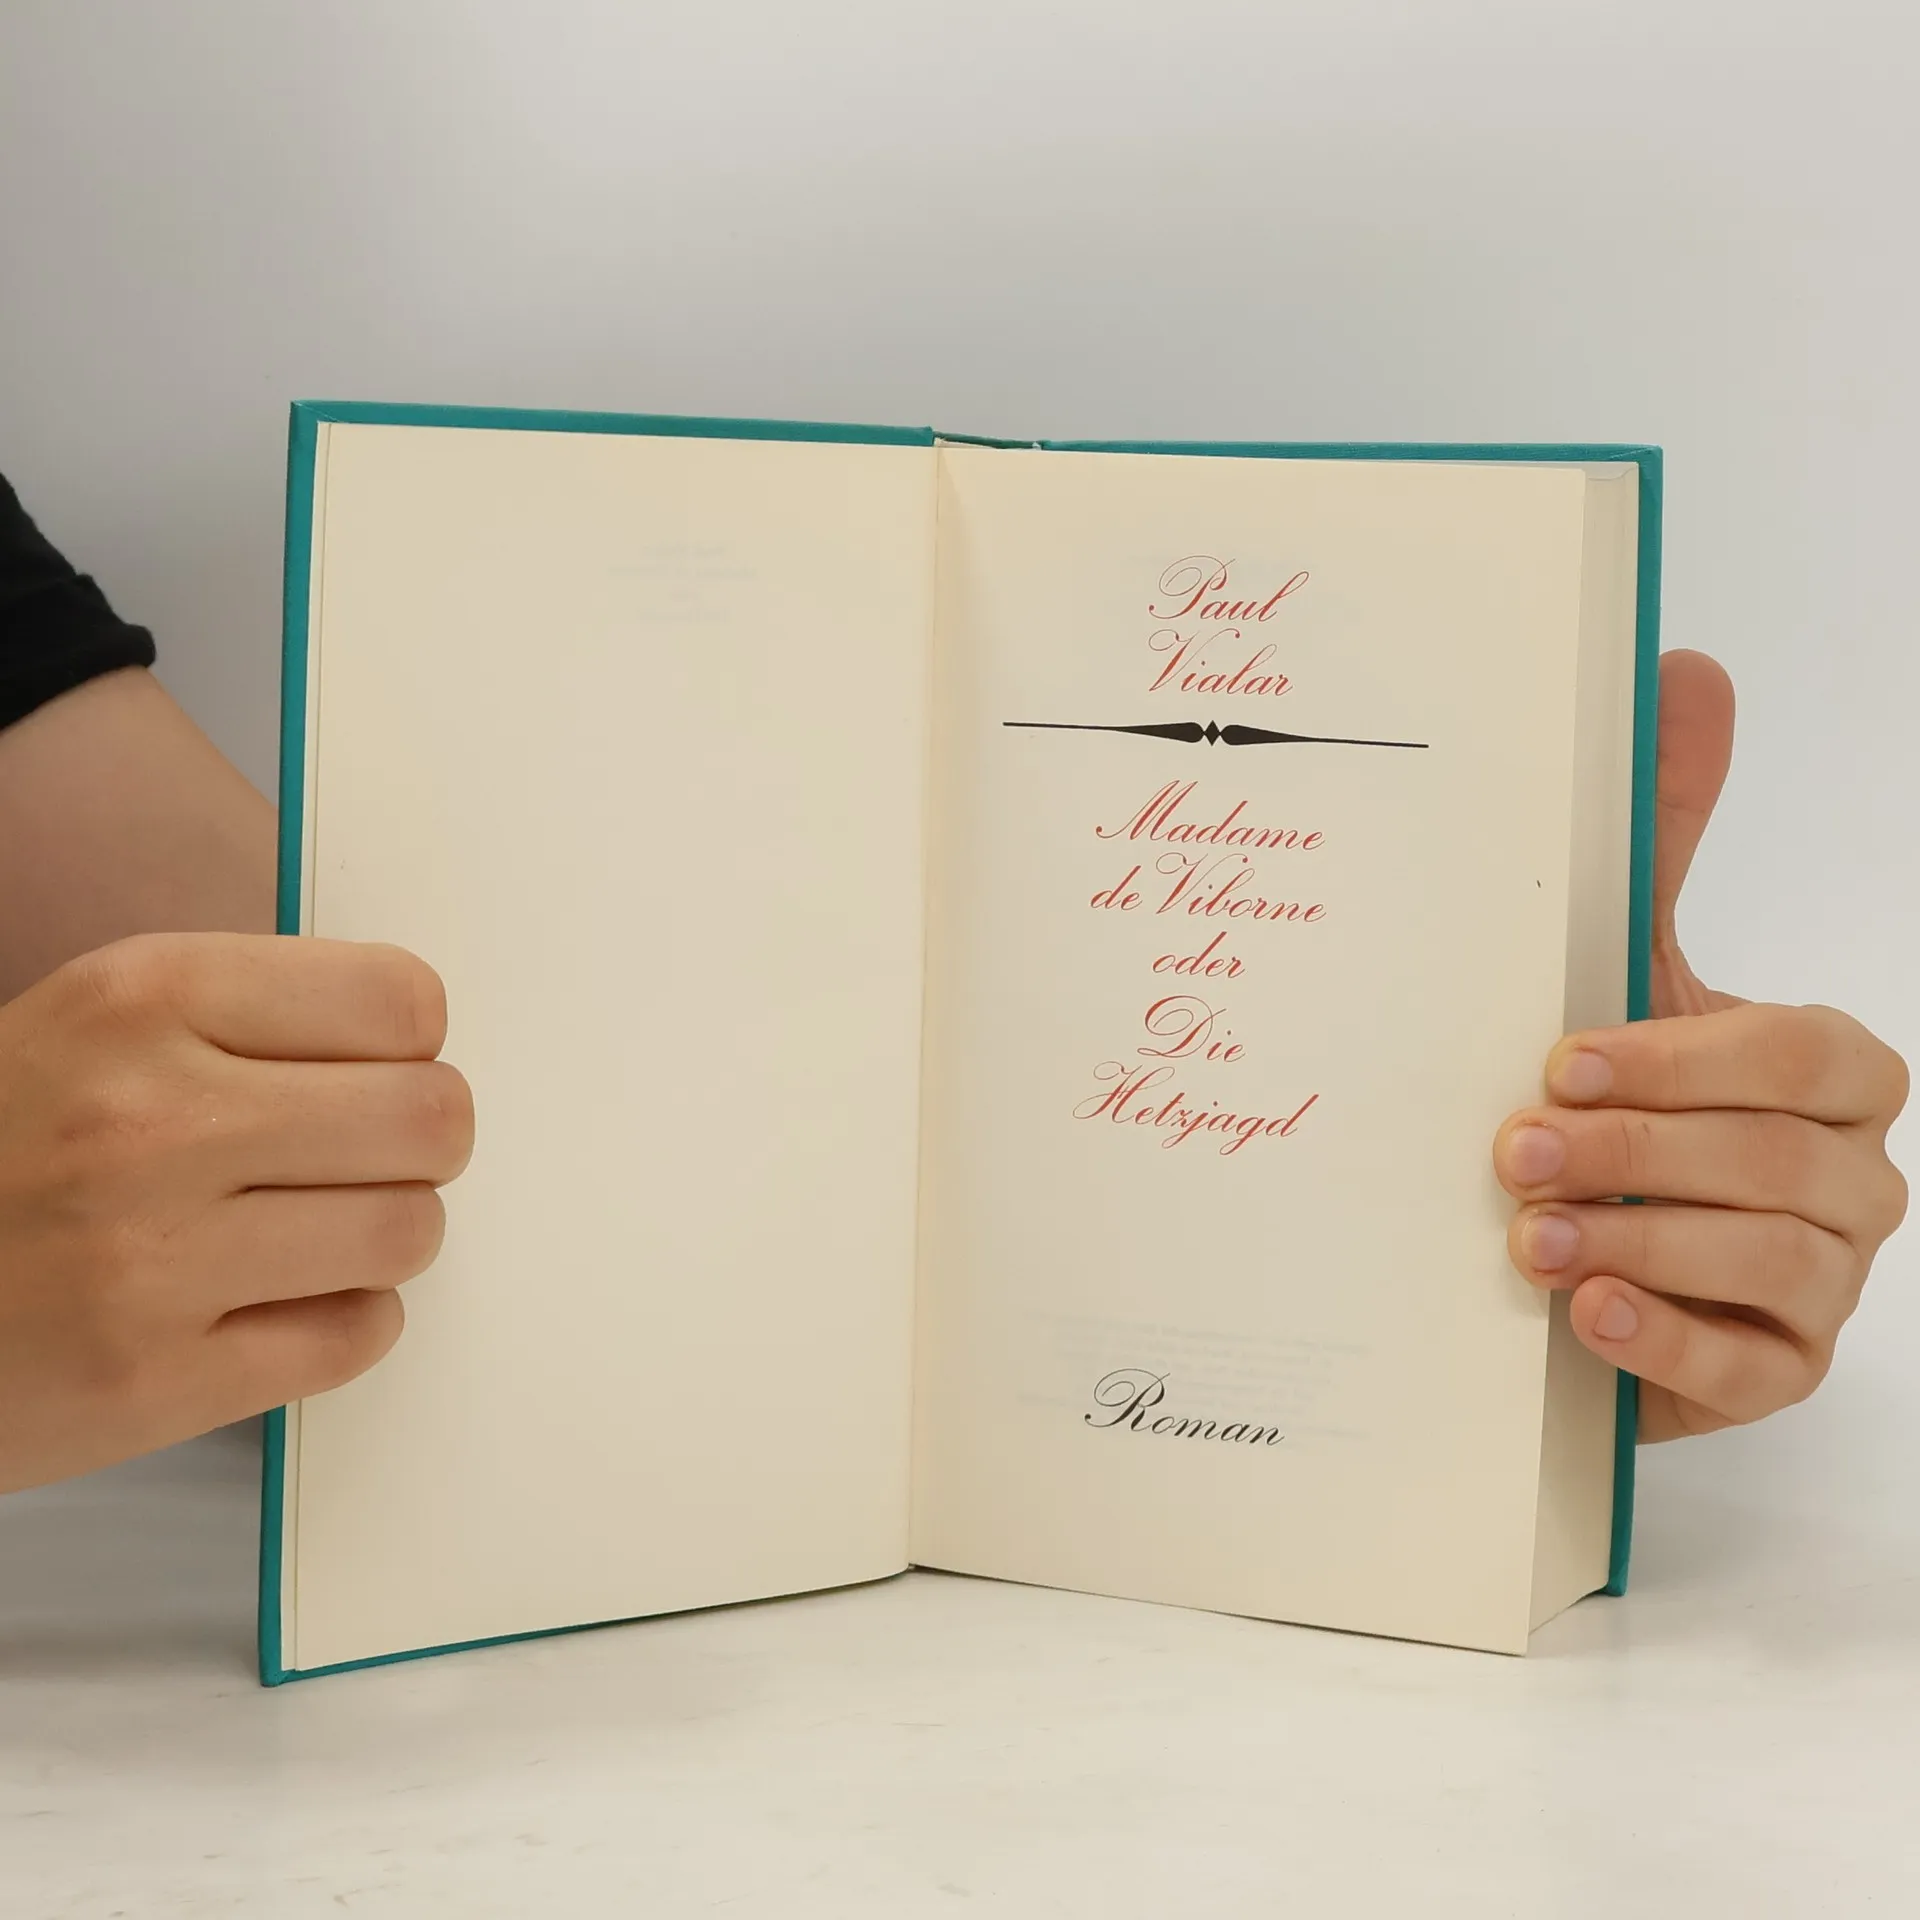 Paul
Vialar
Madame
de Viborne
oder
Die
Hetzjagd
Roman